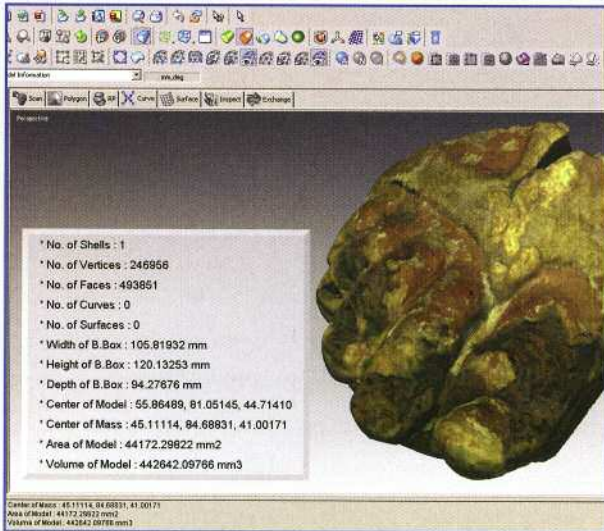 del Information
mm,deg
Scan Polygon RP Curve Surface Inspect Exchange
Perspective
* No. of Shells : 1
* No. of Vertices : 246956
* No. of Faces : 493851
* No. of Curves : 0
* No. of Surfaces : 0
* Width of B.Box : 105.81932 mm
* Height of B.Box : 120.13253 mm
* Depth of B.Box : 94.27676 mm
* Center of Model : 55.86489, 81.05145, 44.71410
* Center of Mass : 45.11114, 84.68831, 41.00171
* Area of Model : 44172.29822 mm2
* Volume of Model : 442642.09766 mm3
Center of Mass : 45.11114, 84.68831, 41.00171
Area of Model : 44172.29822 mm2
Volume of Model : 442642.09766 mm3